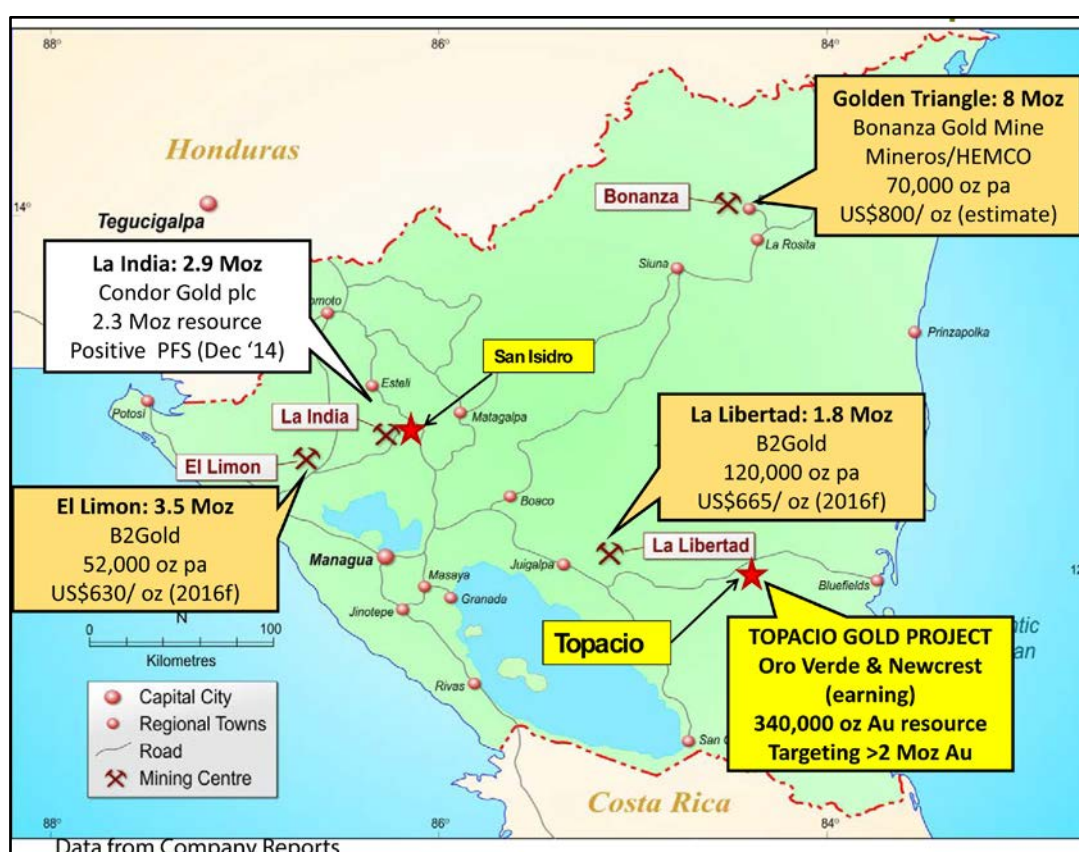 88°
86°
84°
Golden Triangle: 8 Moz
Bonanza Gold Mine
Mineros/HEMCO
70,000 oz pa
US$800/ oz (estimate)
Honduras
14°
Tegucigalpa
Bonanza
La Rosita
Siuna
La India: 2.9 Moz
Condor Gold plc
2.3 Moz resource
Positive PFS (Dec ‘14)
Prinzapolka
San Isidro
Esteli
Potosi
Matagalpa
La India
El Limon
La Libertad: 1.8 Moz
B2Gold
120,000 oz pa
US$665/ oz (2016f)
El Limon: 3.5 Moz
B2Gold
52,000 oz pa
US$630/ oz (2016f)
Boaco
Managua
La Libertad
Juigalpa
Masaya
Granada
Jinotepe
Bluefields
Topacio
TOPACIO GOLD PROJECT
Oro Verde & Newcrest
(earning)
340,000 oz Au resource
Targeting >2 Moz Au
N
0 100
Kilometres
Rivas
San
Capital City
Regional Towns
Road
Mining Centre
Costa Rica
88°
86°
84°
Data from Company Reports